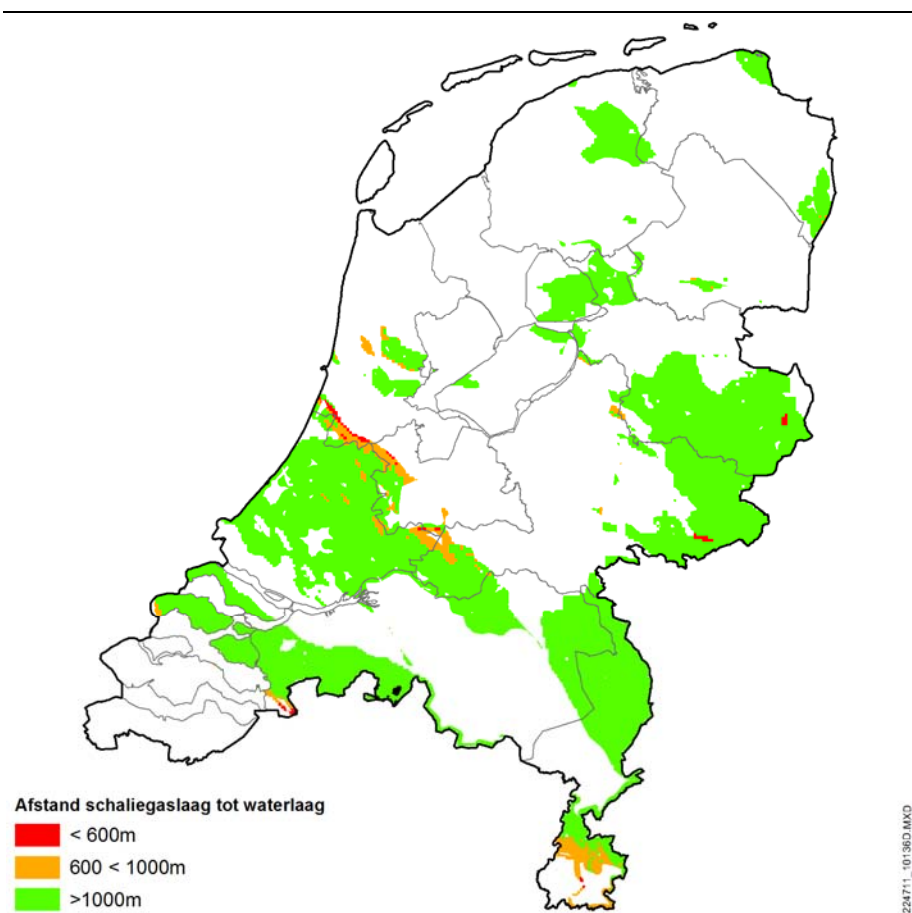 Afstand schaliegaslaag tot waterlaag
< 600m
600 < 1000m
>1000m
224711_10136D.MXD